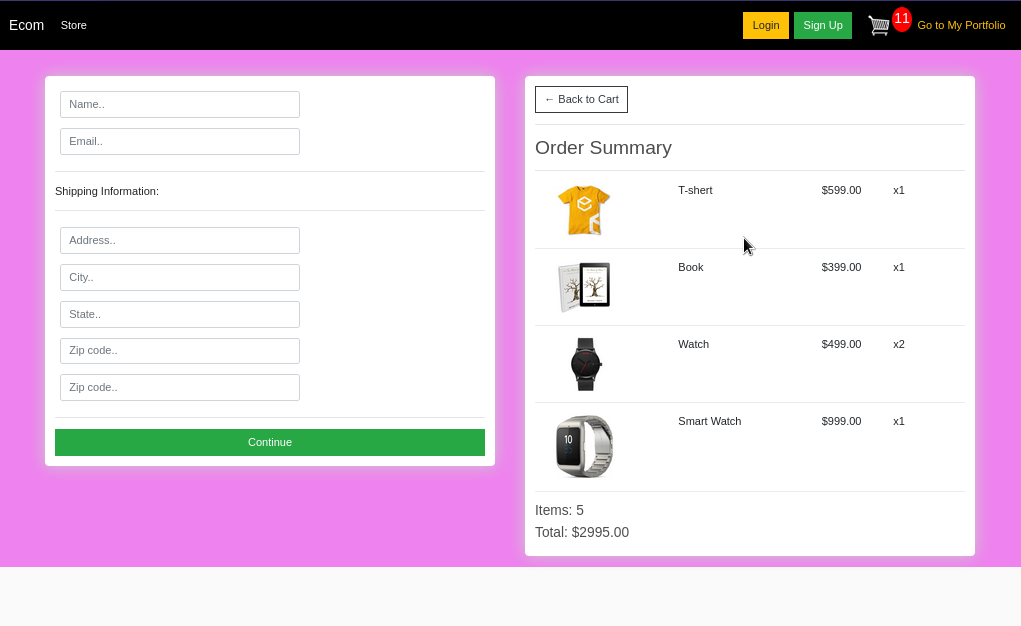 Ecom Store Login Sign Up 11 Go to My Portfolio
Name..
Email..
Shipping Information:
Address..
City..
State..
Zip code..
Zip code..
Continue
← Back to Cart
Order Summary
T-shert $599.00 x1
Book $399.00 x1
Watch $499.00 x2
10
Smart Watch $999.00 x1
Items: 5
Total: $2995.00